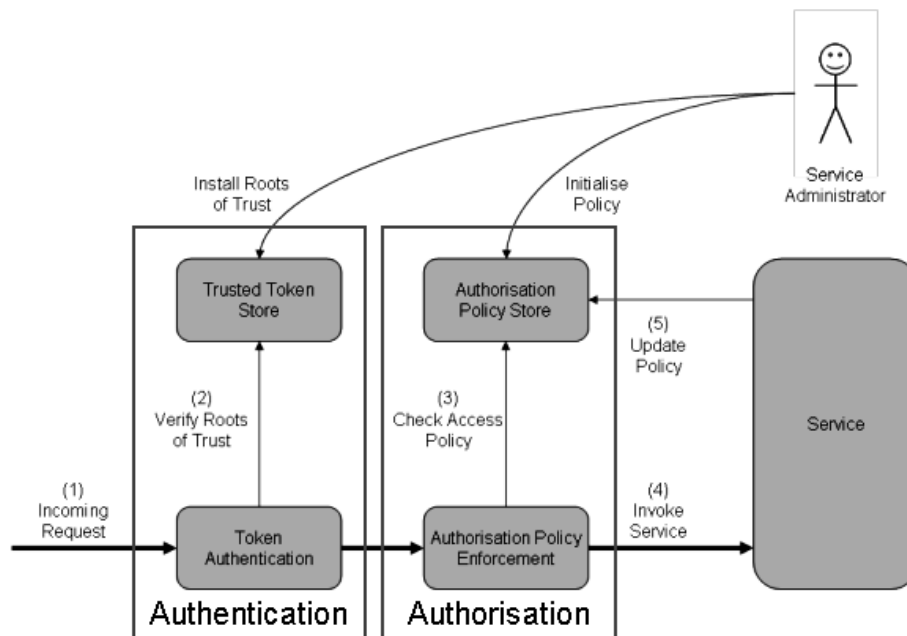 Service
Administrator
Install Roots
of Trust
Initialise
Policy
Trusted Token
Store
Authorisation
Policy Store
(5)
Update
Policy
(2)
Verify Roots
of Trust
(3)
Check Access
Policy
Service
(1)
Incoming
Request
Token
Authentication
Authorisation Policy
Enforcement
(4)
Invoke
Service
Authentication
Authorisation